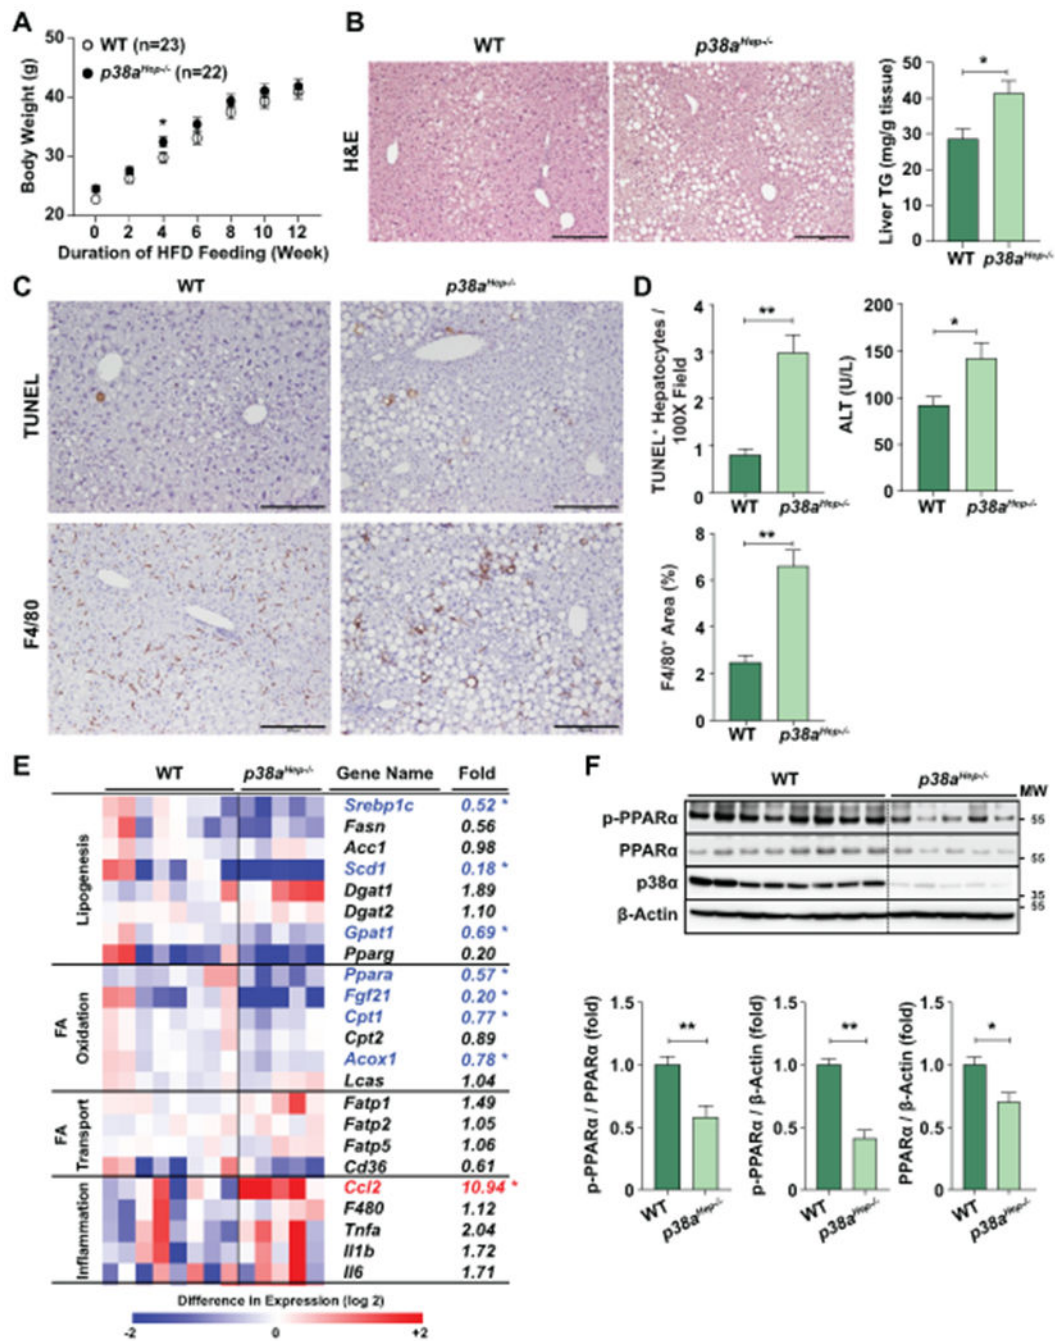 A
50
40
30
20
Body Weight (g)
WT (n=23)
p38a^Hep-/- (n=22)
*
0 2 4 6 8 10 12
Duration of HFD Feeding (Week)
B
WT p38a^Hep-/-
H&E
Liver TG (mg/g tissue)
50
40
30
20
10
0
*
WT p38a^Hep-/-
C
WT p38a^Hep-/-
TUNEL
F4/80
D
TUNEL⁺ Hepatocytes /
100X Field
4
3
2
1
0
**
WT p38a^Hep-/-
ALT (U/L)
200
150
100
50
0
*
WT p38a^Hep-/-
F4/80⁺ Area (%)
8
6
4
2
0
**
WT p38a^Hep-/-
E
WT p38a^Hep-/- Gene Name Fold
Lipogenesis
Srebp1c 0.52 *
Fasn 0.56
Acc1 0.98
Scd1 0.18 *
Dgat1 1.89
Dgat2 1.10
Gpat1 0.69 *
Pparg 0.20
FA
Oxidation
Ppara 0.57 *
Fgf21 0.20 *
Cpt1 0.77 *
Cpt2 0.89
Acox1 0.78 *
Lcas 1.04
FA
Transport
Fatp1 1.49
Fatp2 1.05
Fatp5 1.06
Cd36 0.61
Inflammation
Ccl2 10.94 *
F480 1.12
Tnfa 2.04
Il1b 1.72
Il6 1.71
Difference in Expression (log 2)
-2 0 +2
F
WT p38a^Hep-/- MW
p-PPARα 55
PPARα 55
p38α 35
β-Actin 55
p-PPARα / PPARα (fold)
1.5
1.0
0.5
0
**
WT p38a^Hep-/-
p-PPARα / β-Actin (fold)
1.5
1.0
0.5
0
**
WT p38a^Hep-/-
PPARα / β-Actin (fold)
1.5
1.0
0.5
0
*
WT p38a^Hep-/-